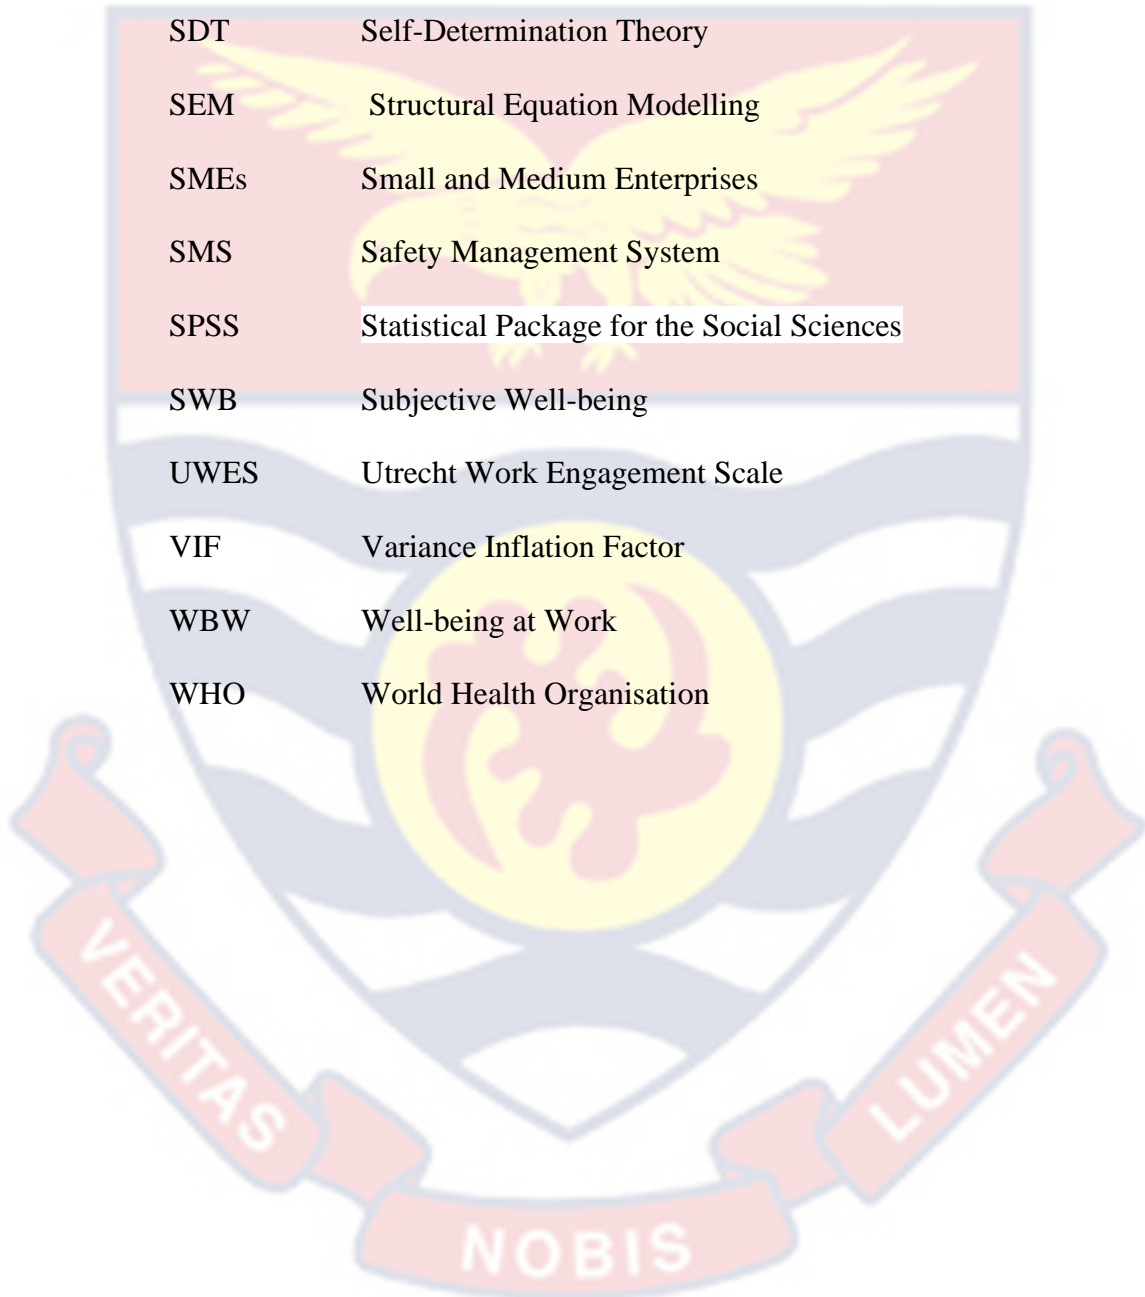 SDT Self-Determination Theory
SEM Structural Equation Modelling
SMEs Small and Medium Enterprises
SMS Safety Management System
SPSS Statistical Package for the Social Sciences
SWB Subjective Well-being
UWES Utrecht Work Engagement Scale
VIF Variance Inflation Factor
WBW Well-being at Work
WHO World Health Organisation
VERITAS
NOBIS
LUMEN